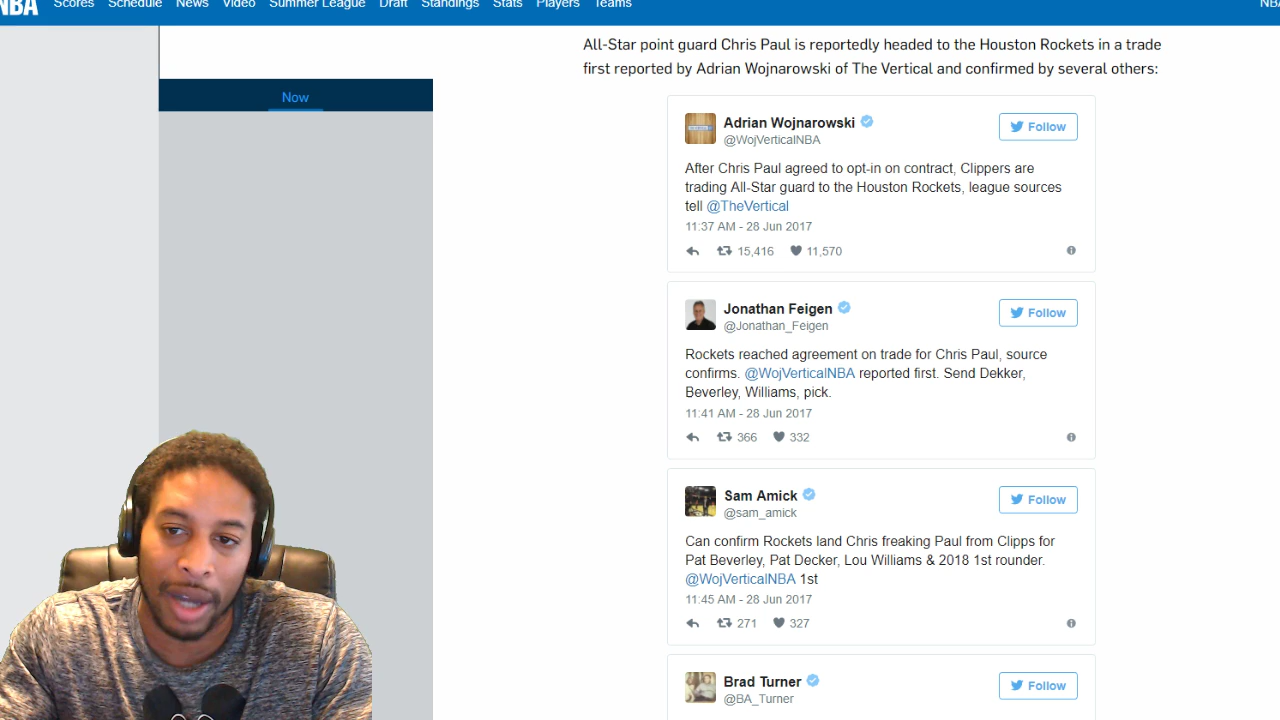 NBA Scores Schedule News Video Summer League Draft Standings Stats Players Teams
Now
All-Star point guard Chris Paul is reportedly headed to the Houston Rockets in a trade
first reported by Adrian Wojnarowski of The Vertical and confirmed by several others:
Adrian Wojnarowski
Follow
@WojVerticalNBA
After Chris Paul agreed to opt-in on contract, Clippers are
trading All-Star guard to the Houston Rockets, league sources
tell @TheVertical
11:37 AM - 28 Jun 2017
15,416 11,570
Jonathan Feigen
Follow
@Jonathan_Feigen
Rockets reached agreement on trade for Chris Paul, source
confirms. @WojVerticalNBA reported first. Send Dekker,
Beverley, Williams, pick.
11:41 AM - 28 Jun 2017
366 332
Sam Amick
Follow
@sam_amick
Can confirm Rockets land Chris freaking Paul from Clipps for
Pat Beverley, Pat Decker, Lou Williams & 2018 1st rounder.
@WojVerticalNBA 1st
11:45 AM - 28 Jun 2017
271 327
Brad Turner
Follow
@BA_Turner